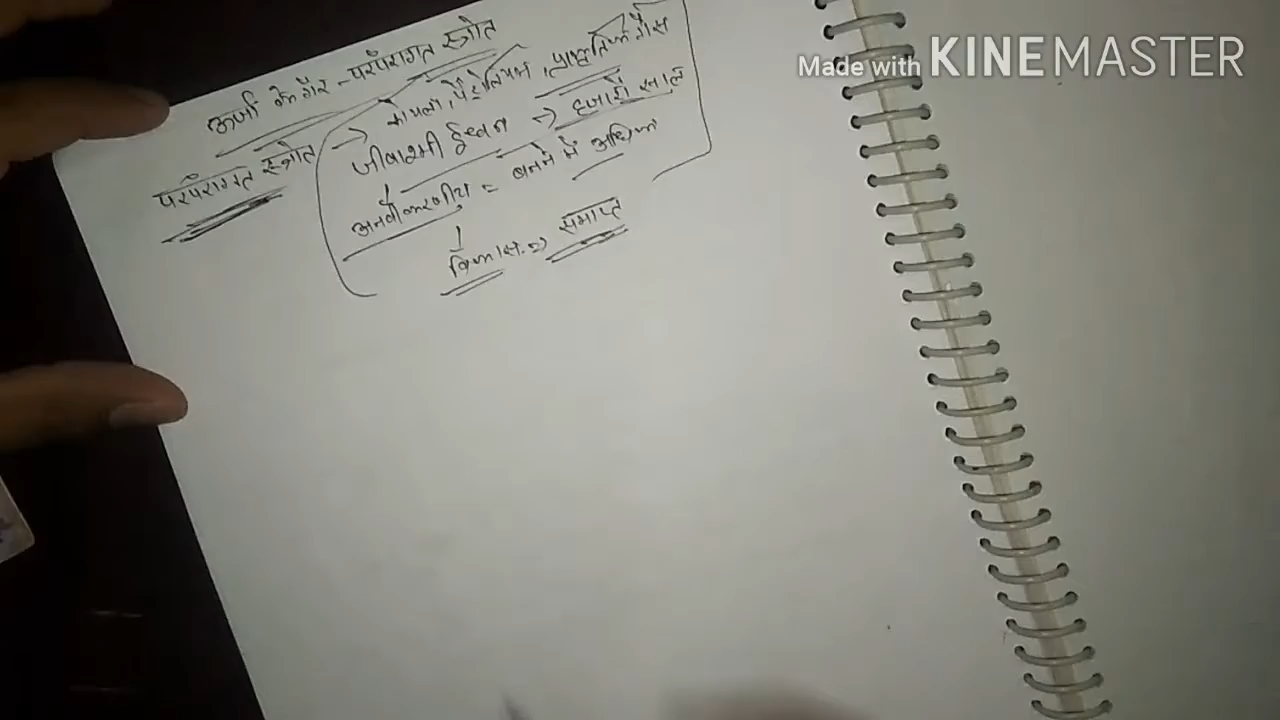 ऊर्जा के गैर-परंपरागत स्त्रोत
परंपरागत स्त्रोत → कोयला, पेट्रोलियम, प्राकृतिक गैस
जीवाश्मी ईंधन ⇒ हजारों साल
अनवीकरणीय = बनने में अधिक
विकास ⇒ समाप्त
Made with KINEMASTER